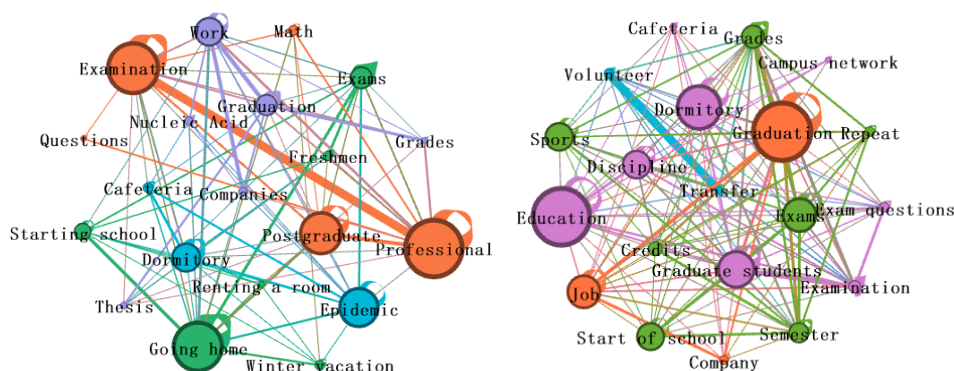 Work
Math
Examination
Exams
Graduation
Nucleic Acid
Questions
Grades
Freshmen
Cafeteria
Companies
Starting school
Postgraduate
Professional
Dormitory
Renting a room
Thesis
Epidemic
Going home
Winter vacation
Cafeteria
Grades
Campus network
Volunteer
Dormitory
Graduation
Repeat
Sports
Discipline
Transfer
Education
Exams
Exam questions
Credits
Graduate students
Examination
Job
Start of school
Semester
Company